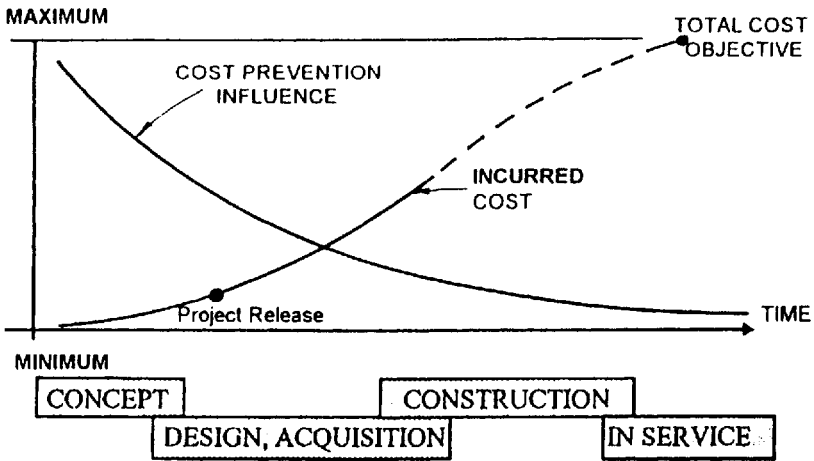 MAXIMUM
TOTAL COST
OBJECTIVE
COST PREVENTION
INFLUENCE
INCURRED
COST
Project Release
TIME
MINIMUM
CONCEPT
CONSTRUCTION
DESIGN, ACQUISITION
IN SERVICE